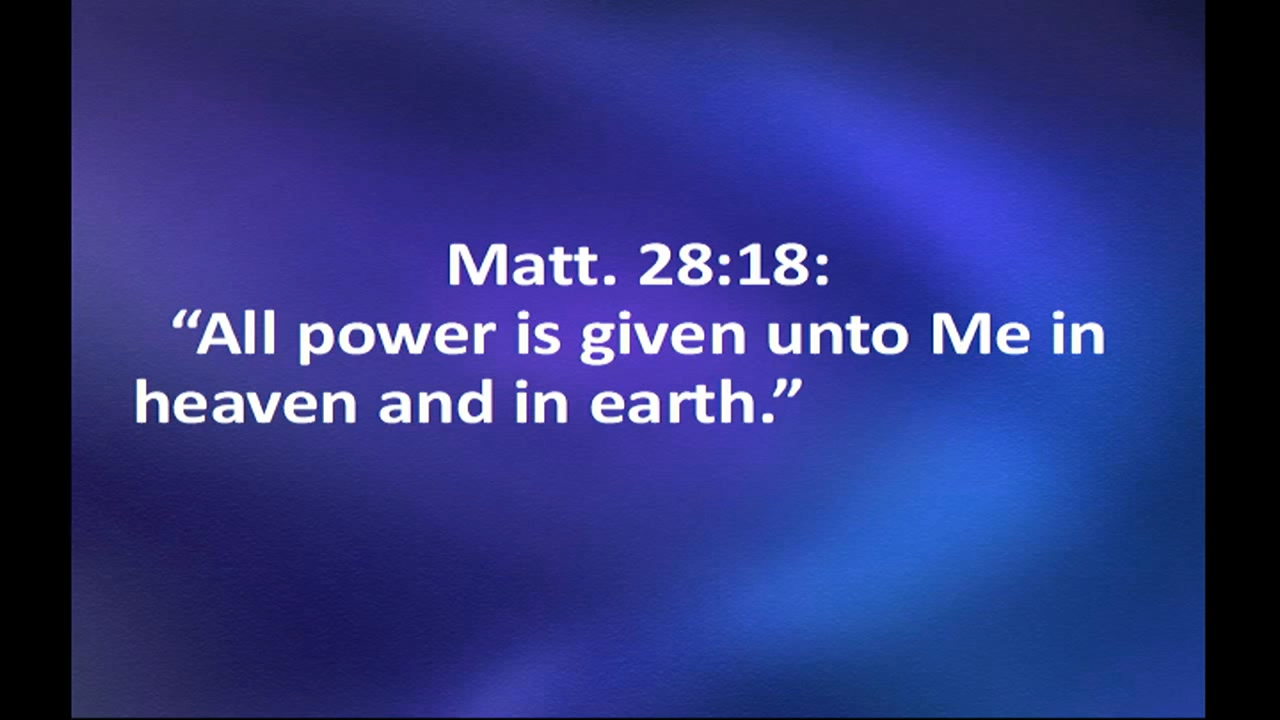 Matt. 28:18:
“All power is given unto Me in
heaven and in earth.”